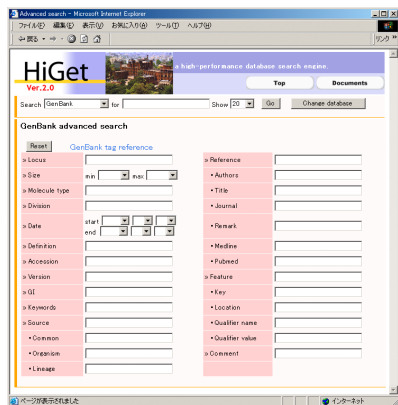 Advanced search - Microsoft Internet Explorer
ファイル(F) 編集(E) 表示(V) お気に入り(A) ツール(T) ヘルプ(H)
戻る リンク
HiGet
Ver.2.0
a high-performance database search engine.
Top Documents
Search GenBank for Show 20 Go Change database
GenBank advanced search
Reset GenBank tag reference
» Locus
» Size min max
» Molecule type
» Division
» Date start
end
» Definition
» Accession
» Version
» GI
» Keywords
» Source
• Common
• Organism
• Lineage
» Reference
• Authors
• Title
• Journal
• Remark
• Medline
• Pubmed
» Feature
• Key
• Location
• Qualifier name
• Qualifier value
» Comment
ページが表示されました インターネット